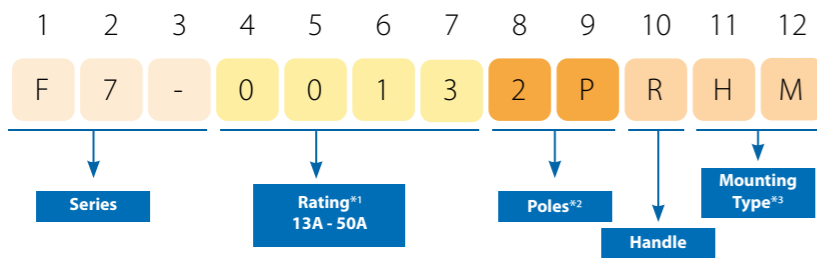 1 2 3 4 5 6 7 8 9 10 11 12
F 7 - 0 0 1 3 2 P R H M
Series
Rating*1
13A - 50A
Poles*2
Handle
Mounting
Type*3